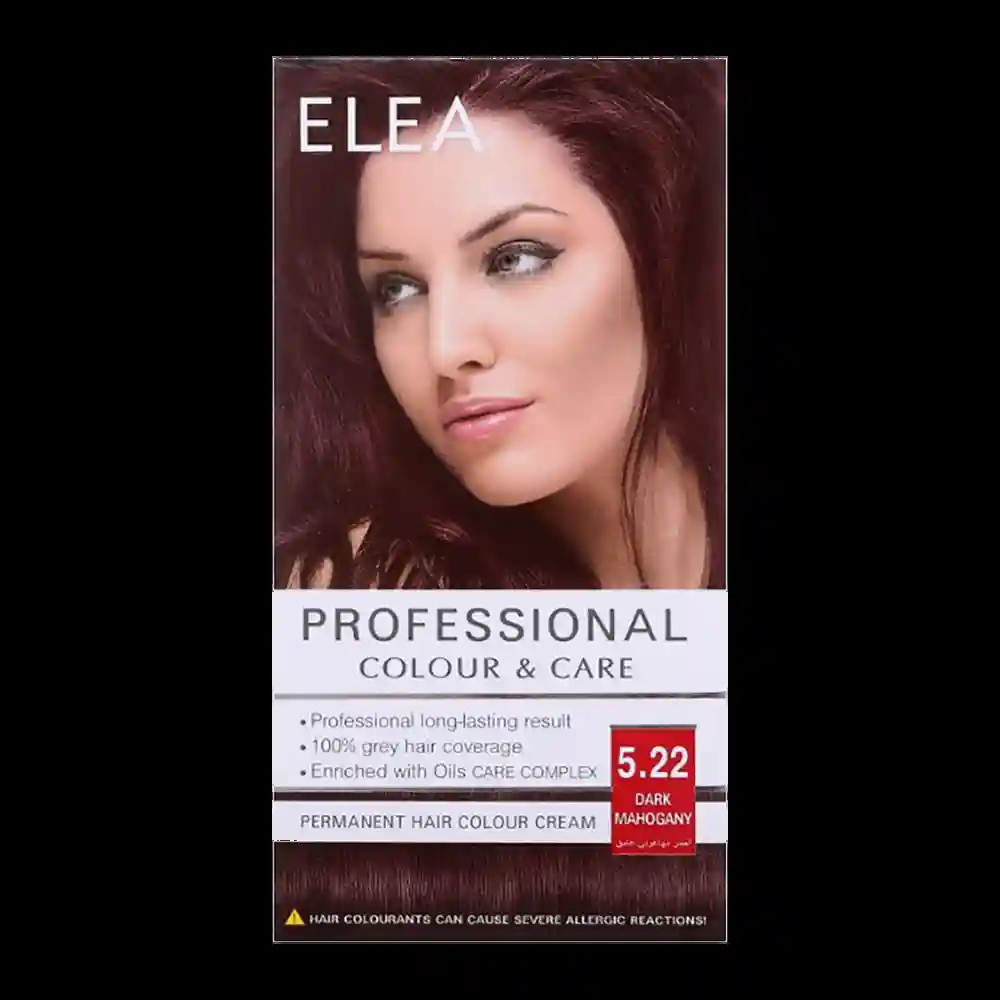 ELEA
PROFESSIONAL
COLOUR & CARE
• Professional long-lasting result
• 100% grey hair coverage
• Enriched with Oils CARE COMPLEX
5.22
DARK
MAHOGANY
PERMANENT HAIR COLOUR CREAM
HAIR COLOURANTS CAN CAUSE SEVERE ALLERGIC REACTIONS!